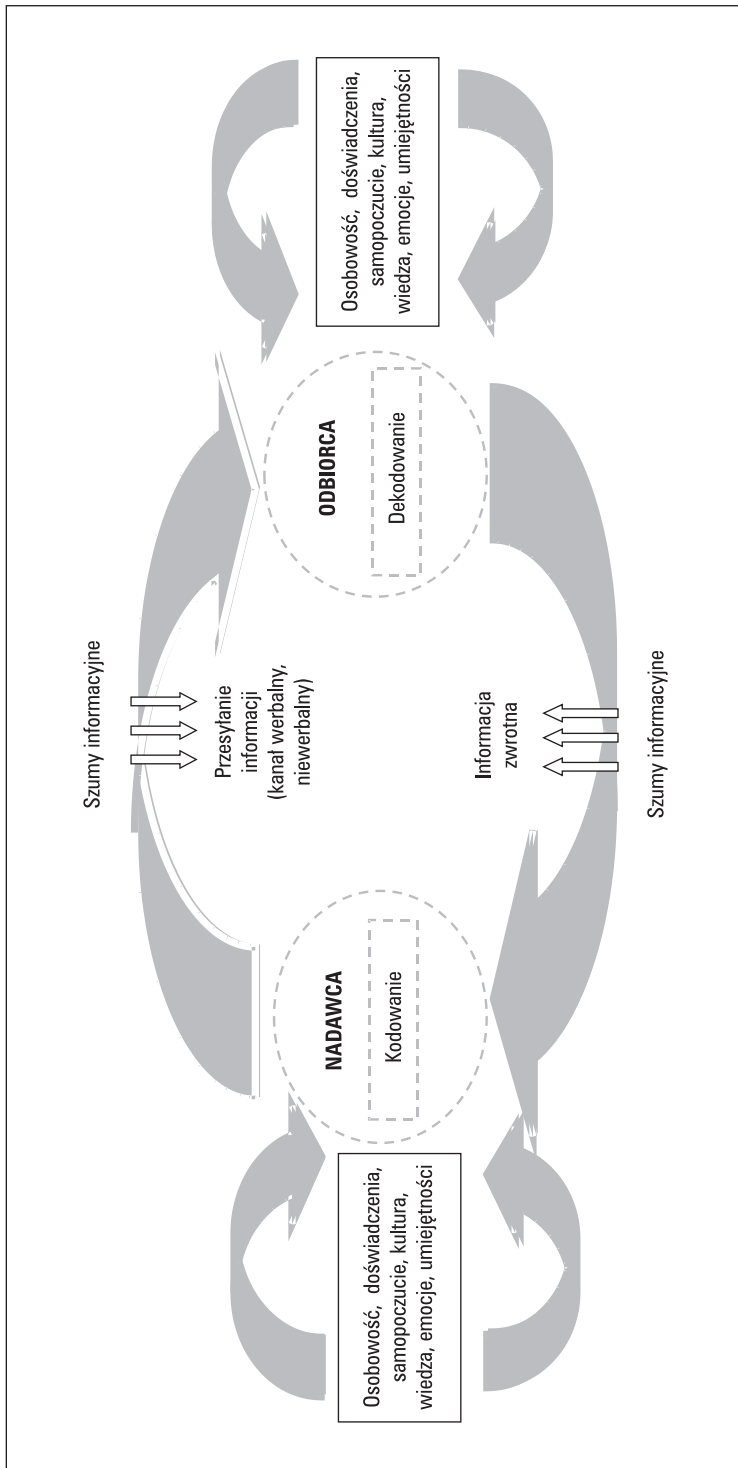 Szumy informacyjne
Przesyłanie
informacji
(kanał werbalny,
niewerbalny)
Osobowość, doświadczenia,
samopoczucie, kultura,
wiedza, emocje, umiejętności
NADAWCA
Kodowanie
ODBIORCA
Dekodowanie
Osobowość, doświadczenia,
samopoczucie, kultura,
wiedza, emocje, umiejętności
Informacja
zwrotna
Szumy informacyjne